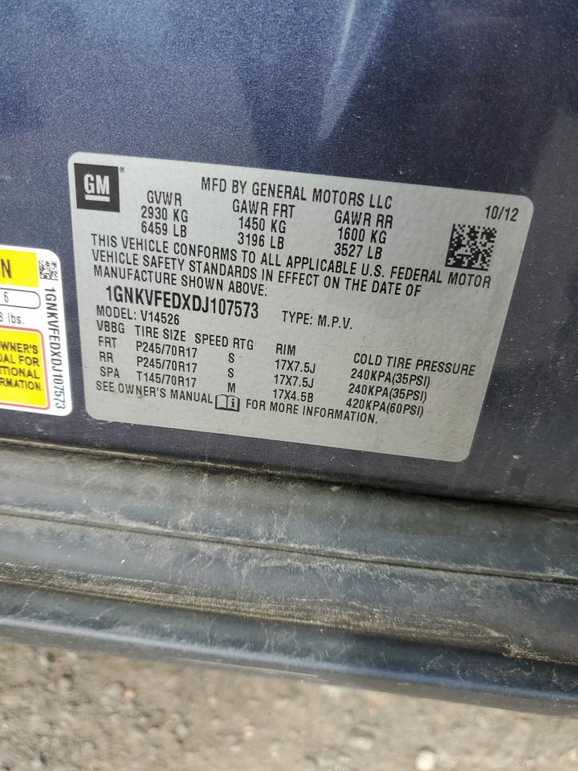 GM
MFD BY GENERAL MOTORS LLC
10/12
GVWR GAWR FRT GAWR RR
2930 KG 1450 KG 1600 KG
6459 LB 3196 LB 3527 LB
THIS VEHICLE CONFORMS TO ALL APPLICABLE U.S. FEDERAL MOTOR
VEHICLE SAFETY STANDARDS IN EFFECT ON THE DATE OF
MANUFACTURE SHOWN ABOVE.
1GNKVFEDXDJ107573 TYPE: M.P.V.
MODEL: V14526
VBBG TIRE SIZE SPEED RTG RIM COLD TIRE PRESSURE
FRT P245/70R17 S 17X7.5J 240KPA(35PSI)
RR P245/70R17 S 17X7.5J 240KPA(35PSI)
SPA T145/70R17 M 17X4.5B 420KPA(60PSI)
SEE OWNER'S MANUAL i FOR MORE INFORMATION.
N
6
lbs.
OWNER'S
FOR
1GNKVFEDXDJ107573